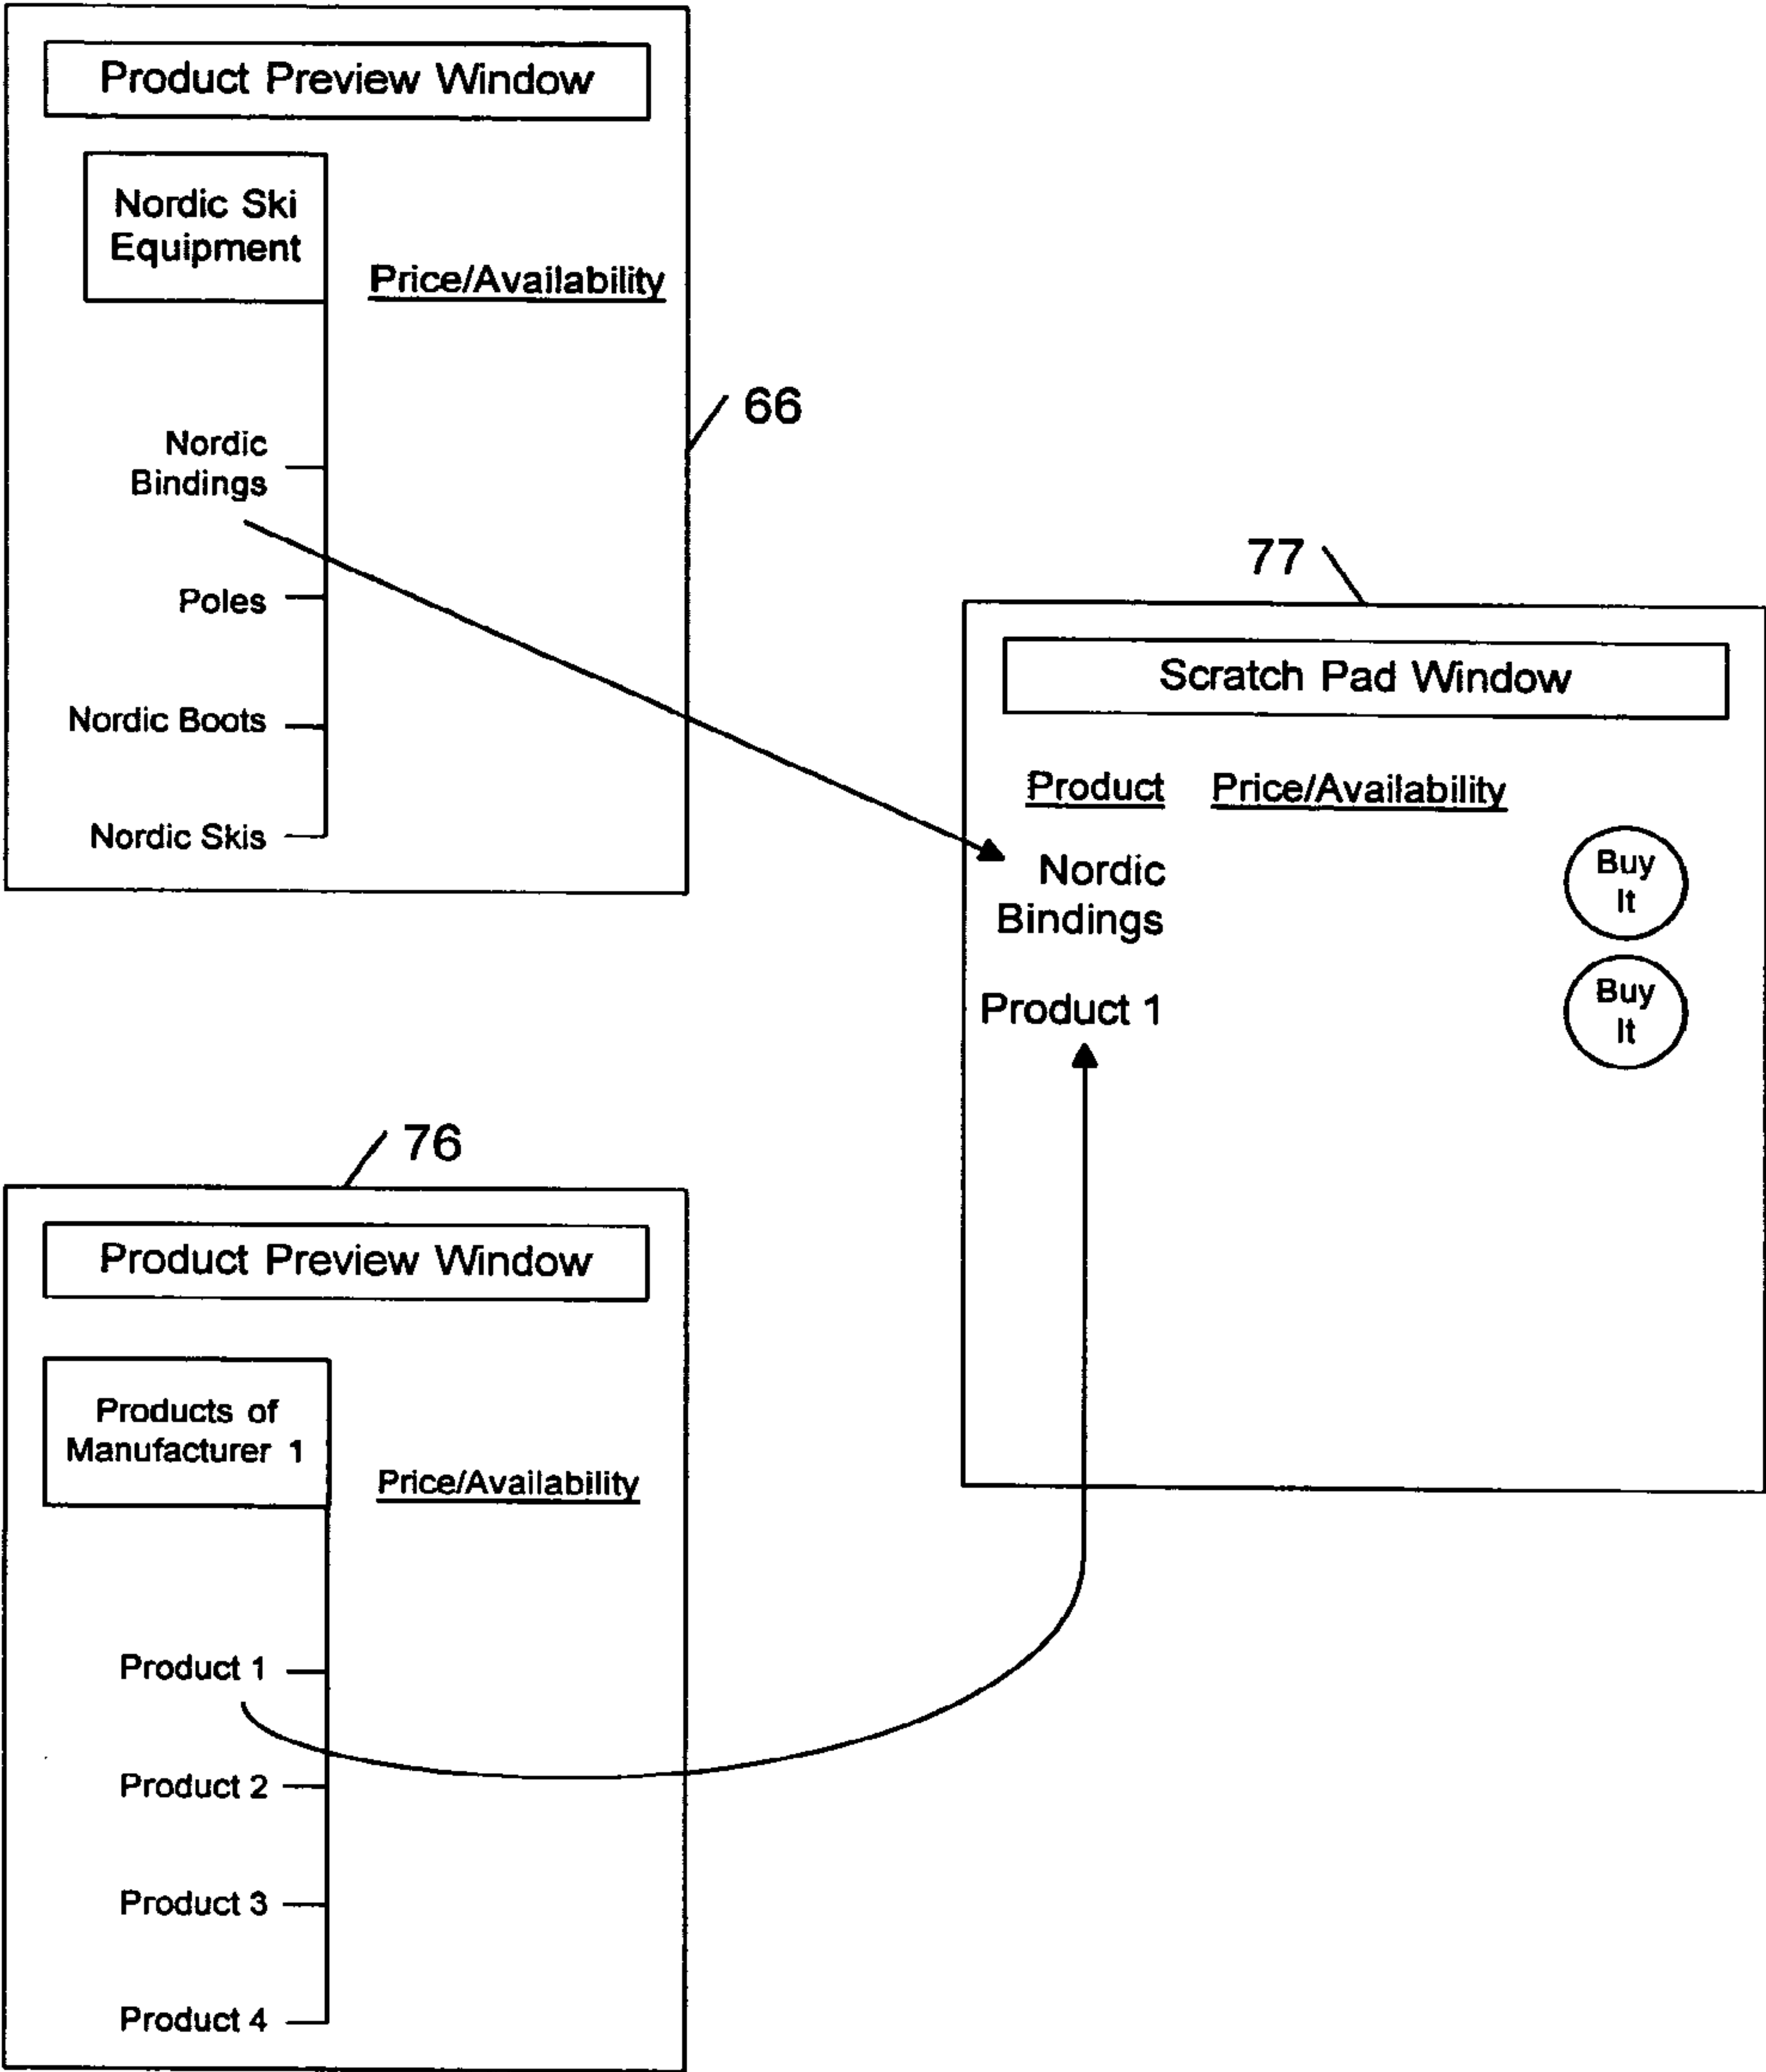 Product Preview Window
Nordic Ski
Equipment
Price/Availability
66
Nordic
Bindings
Poles
Nordic Boots
Nordic Skis
77
Scratch Pad Window
Product Price/Availability
Nordic
Bindings
Buy
It
Product 1
Buy
It
76
Product Preview Window
Products of
Manufacturer 1
Price/Availability
Product 1
Product 2
Product 3
Product 4